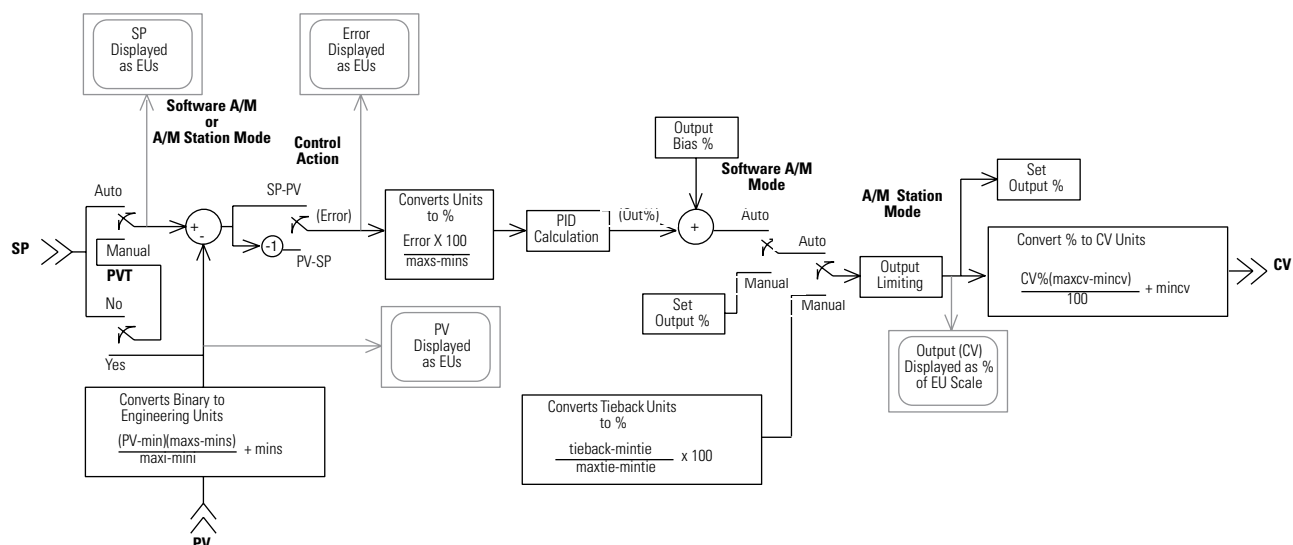 SP
Displayed
as EUs
Error
Displayed
as EUs
Software A/M
or
A/M Station Mode
Control
Action
Output
Bias %
Software A/M
Mode
A/M Station
Mode
Set
Output %
SP
Auto
Manual
PVT
No
Yes
+
-
SP-PV
(Error)
-1
PV-SP
Converts Units
to %
Error X 100
maxs-mins
PID
Calculation
(Out%)
+
Auto
Manual
Set
Output %
Auto
Manual
Output
Limiting
Convert % to CV Units
CV%(maxcv-mincv)
100
+ mincv
CV
PV
Displayed
as EUs
Output (CV)
Displayed as %
of EU Scale
Converts Binary to
Engineering Units
(PV-min)(maxs-mins)
maxi-mini
+ mins
Converts Tieback Units
to %
tieback-mintie
maxtie-mintie
x 100
PV